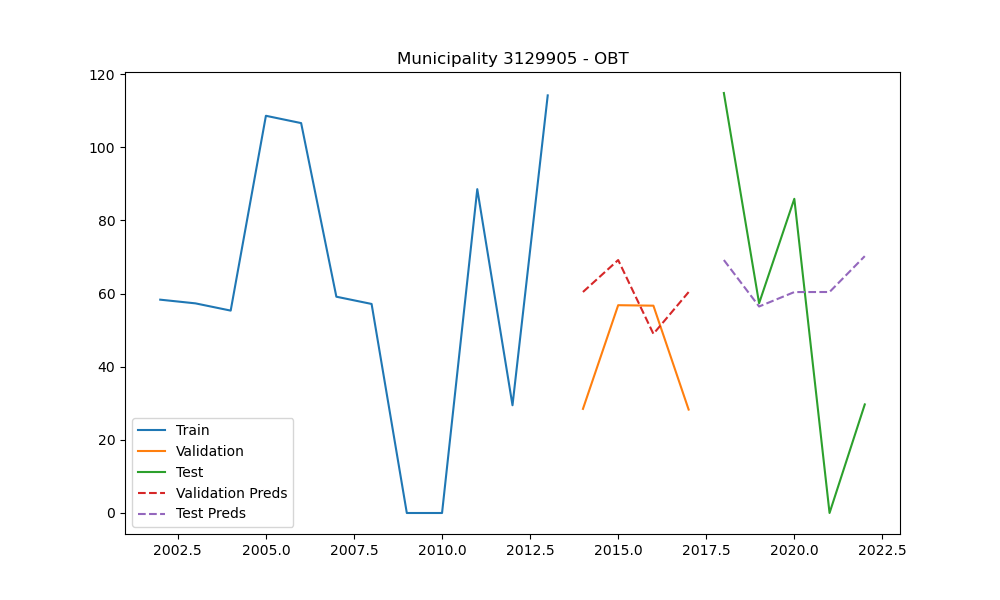 Municipality 3129905 - OBT
120
100
80
60
40
20
0
Train
Validation
Test
Validation Preds
Test Preds
2002.5 2005.0 2007.5 2010.0 2012.5 2015.0 2017.5 2020.0 2022.5